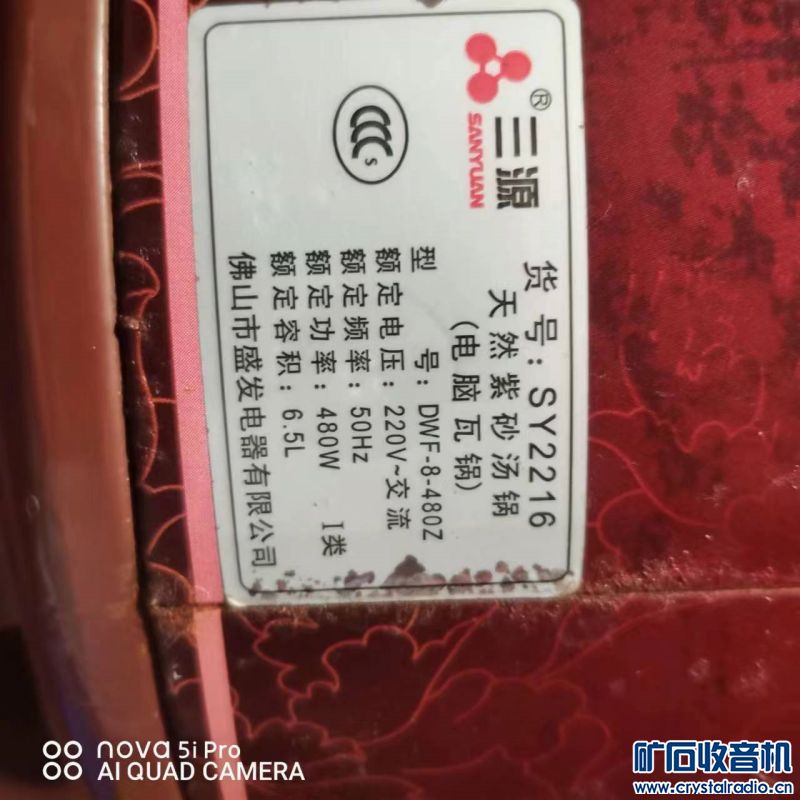 三源®
SANYUAN
CCC
S
货号:SY2216
天然紫砂汤锅
(电脑瓦锅)
型 号:DWF-8-480Z
额定电压:220V~交流
额定频率:50Hz
额定功率:480W I类
额定容积:6.5L
佛山市盛发电器有限公司
nova 5i Pro
AI QUAD CAMERA
矿石收音机
www.crystalradio.cn